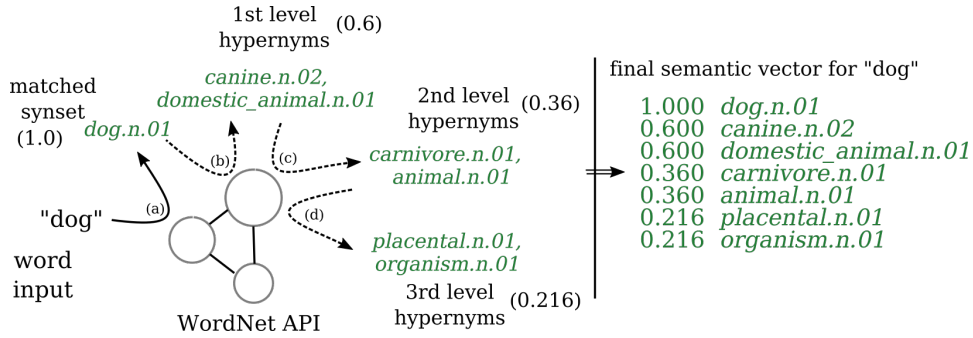 1st level
hypernyms (0.6)
canine.n.02,
domestic_animal.n.01
matched
synset
(1.0)
dog.n.01
2nd level
hypernyms (0.36)
carnivore.n.01,
animal.n.01
(a)
(b)
(c)
(d)
"dog"
word
input
WordNet API
placental.n.01,
organism.n.01
3rd level
hypernyms (0.216)
final semantic vector for "dog"
1.000 dog.n.01
0.600 canine.n.02
0.600 domestic_animal.n.01
0.360 carnivore.n.01
0.360 animal.n.01
0.216 placental.n.01
0.216 organism.n.01